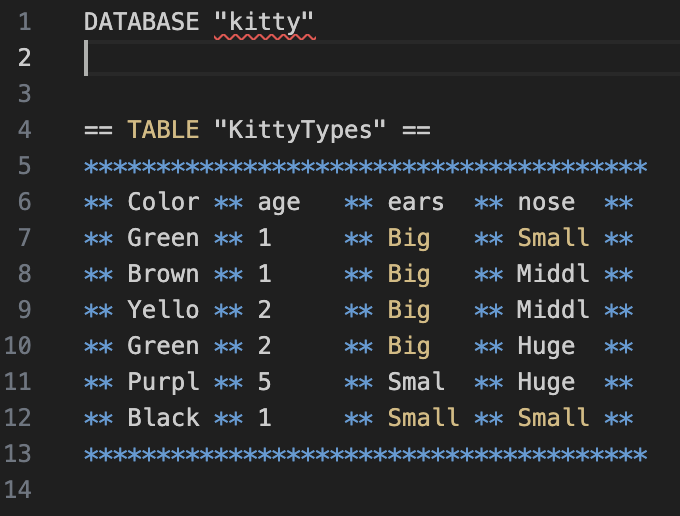 1 DATABASE "kitty"
2
3
4 == TABLE "KittyTypes" ==
5 ***************************************
6 ** Color ** age   ** ears  ** nose  **
7 ** Green ** 1     ** Big   ** Small **
8 ** Brown ** 1     ** Big   ** Middl **
9 ** Yello ** 2     ** Big   ** Middl **
10 ** Green ** 2     ** Big   ** Huge  **
11 ** Purpl ** 5     ** Smal  ** Huge  **
12 ** Black ** 1     ** Small ** Small **
13 ***************************************
14